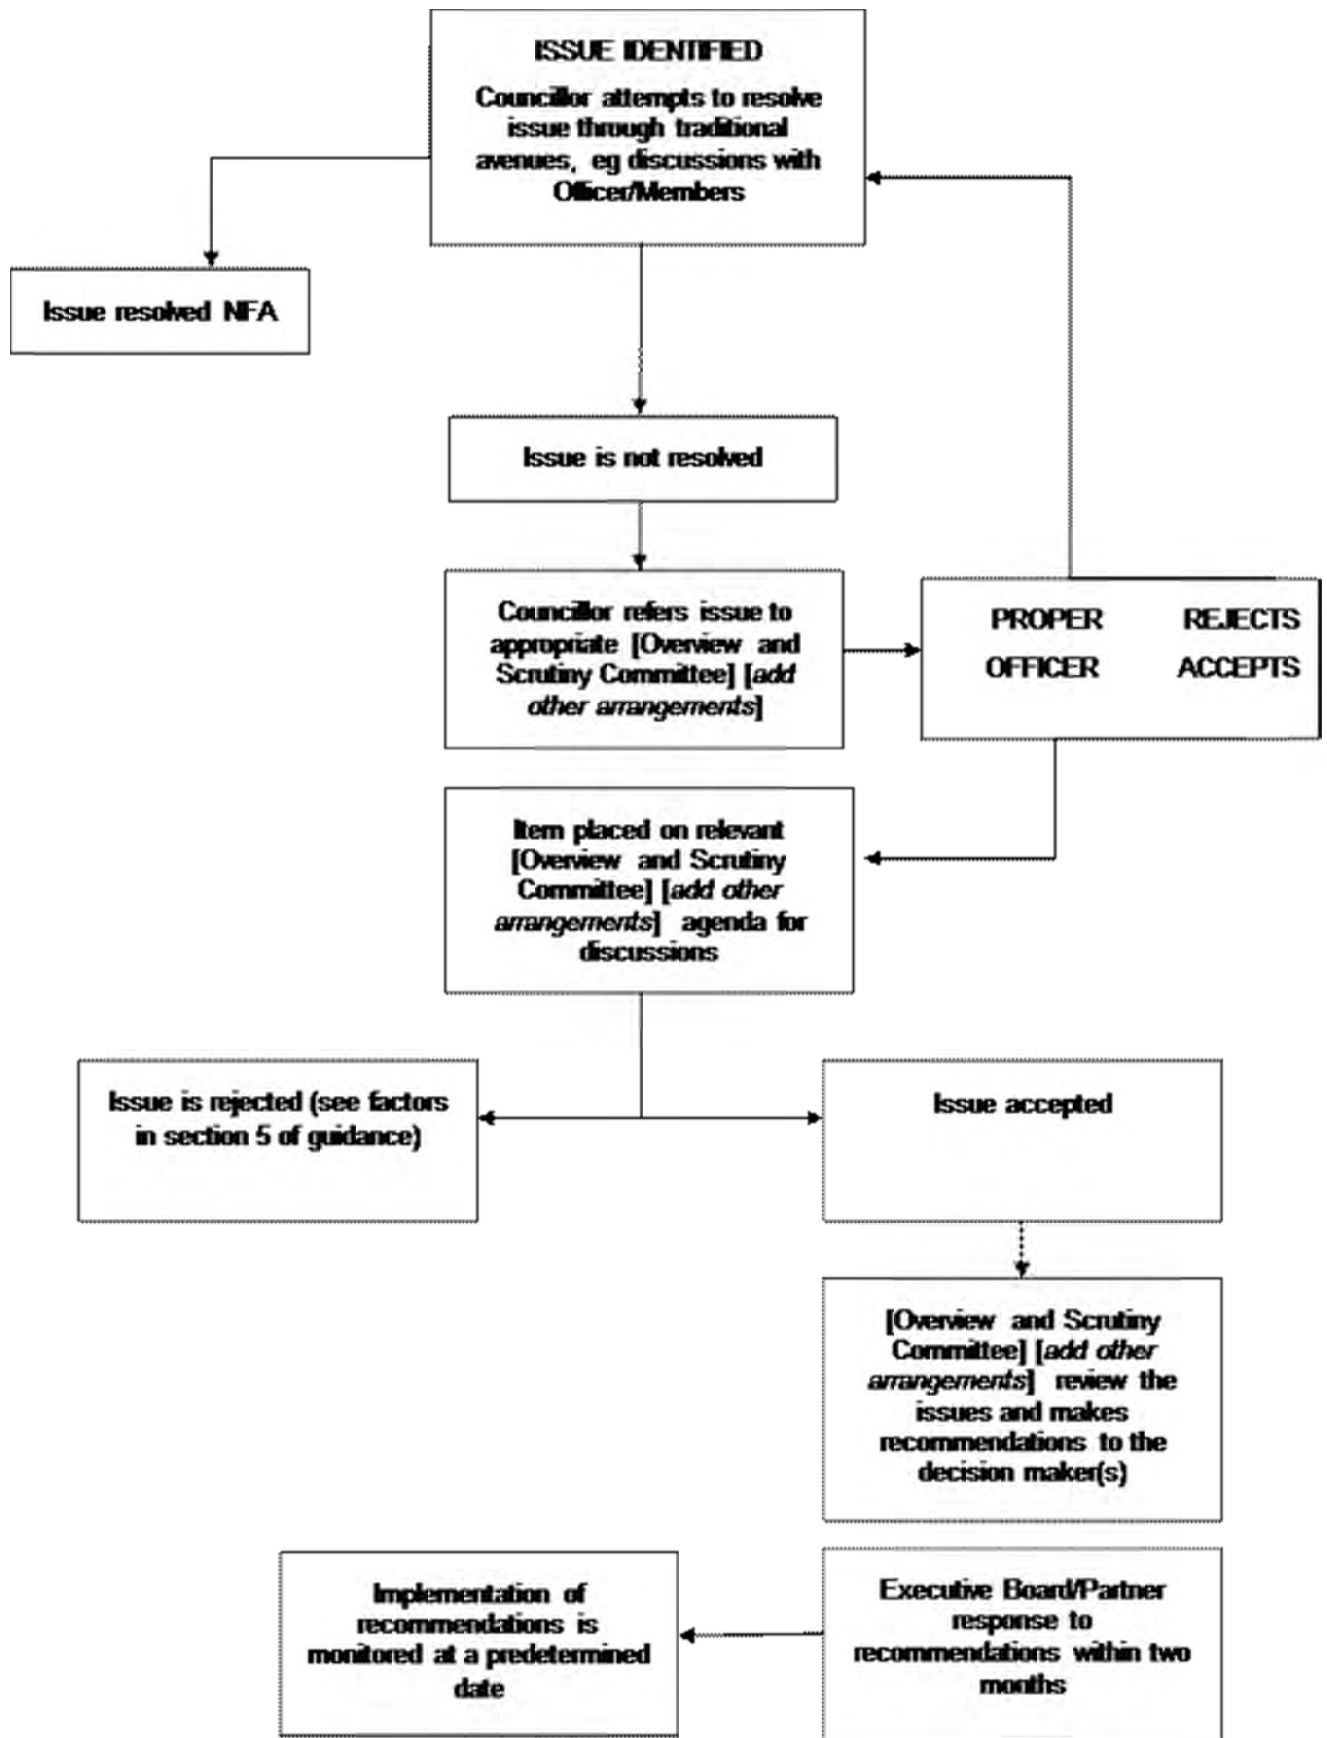 ISSUE IDENTIFIED
Councillor attempts to resolve
issue through traditional
avenues, eg discussions with
Officer/Members
Issue resolved NFA
Issue is not resolved
Councillor refers issue to
appropriate [Overview and
Scrutiny Committee] [add
other arrangements]
PROPER REJECTS
OFFICER ACCEPTS
Item placed on relevant
[Overview and Scrutiny
Committee] [add other
arrangements] agenda for
discussions
Issue is rejected (see factors
in section 5 of guidance)
Issue accepted
[Overview and Scrutiny
Committee] [add other
arrangements] review the
issues and makes
recommendations to the
decision maker(s)
Executive Board/Partner
response to
recommendations within two
months
Implementation of
recommendations is
monitored at a predetermined
date